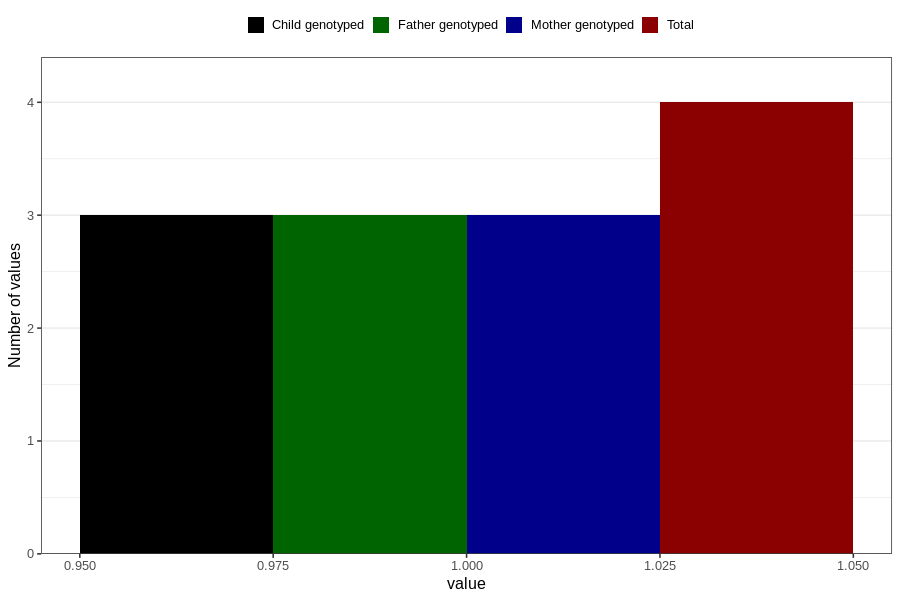 Child genotyped Father genotyped Mother genotyped Total
4
3
2
1
0
Number of values
0.950 0.975 1.000 1.025 1.050
value